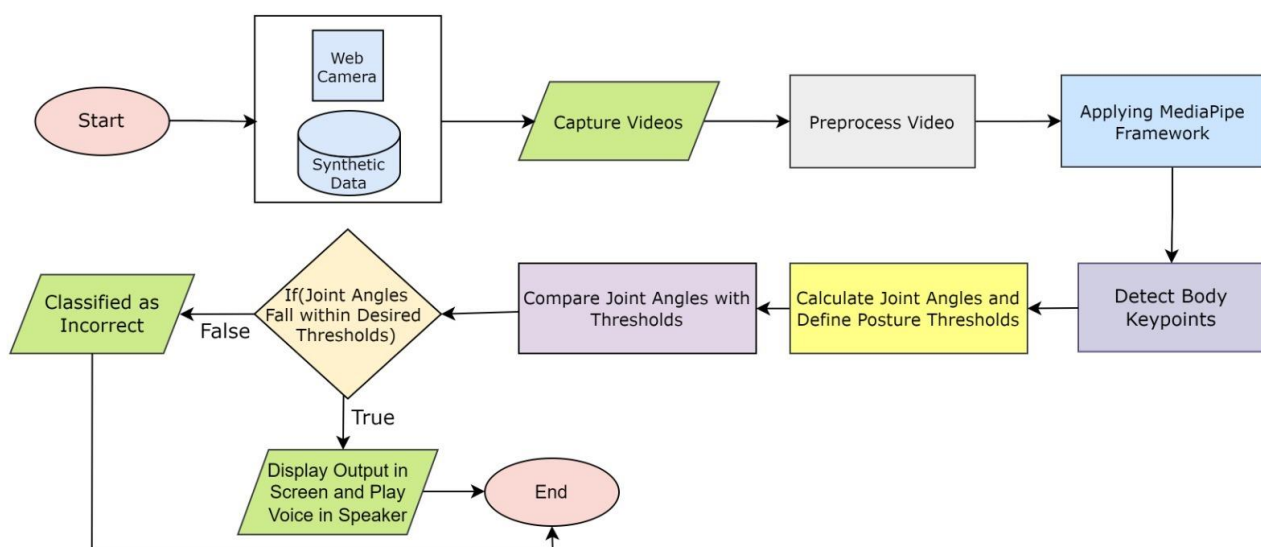 Web
Camera
Start
Synthetic
Data
Capture Videos
Preprocess Video
Applying MediaPipe
Framework
Classified as
Incorrect
False
If(Joint Angles
Fall within Desired
Thresholds)
Compare Joint Angles with
Thresholds
Calculate Joint Angles and
Define Posture Thresholds
Detect Body
Keypoints
True
Display Output in
Screen and Play
Voice in Speaker
End